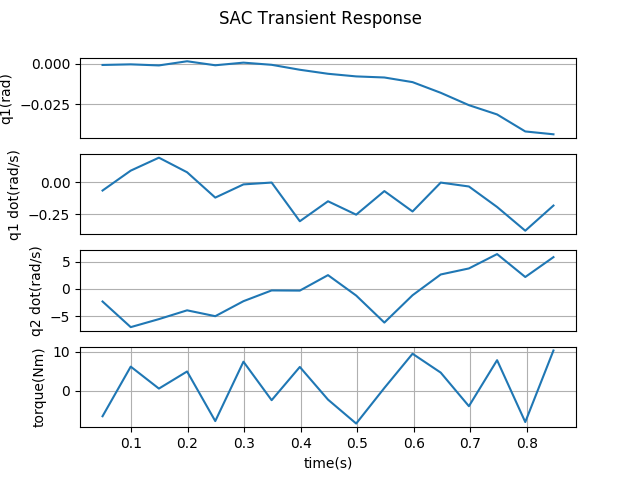 SAC Transient Response
0.000
−0.025
q1(rad)
0.00
−0.25
q1 dot(rad/s)
5
0
−5
q2 dot(rad/s)
10
0
torque(Nm)
0.1 0.2 0.3 0.4 0.5 0.6 0.7 0.8
time(s)